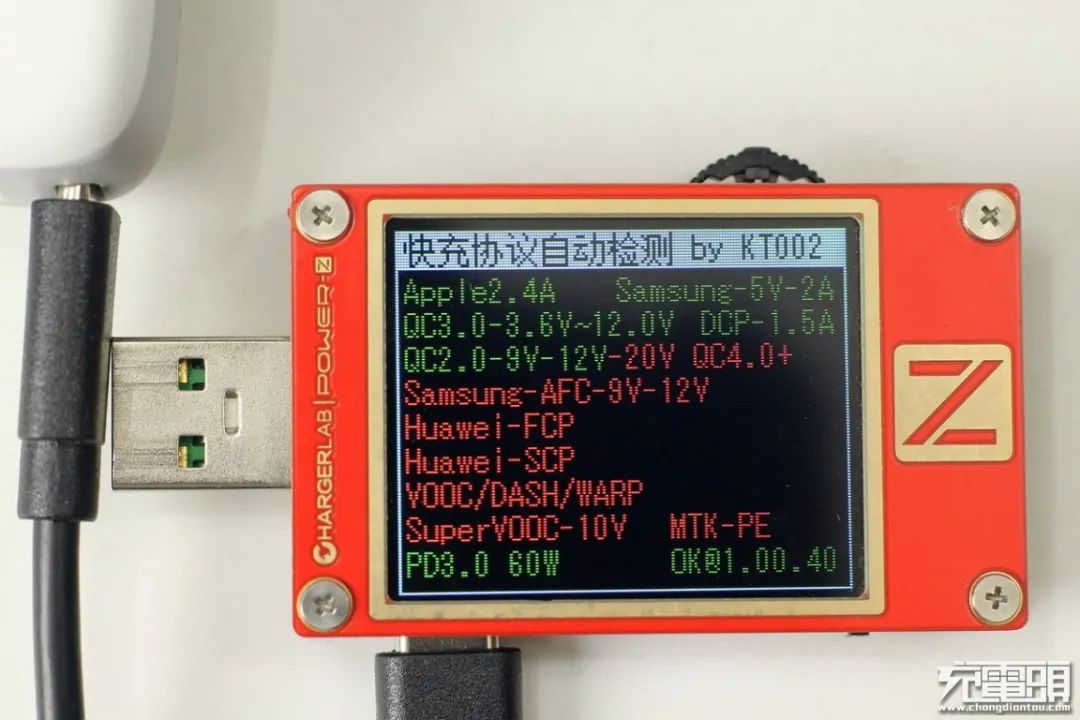 快充协议自动检测 by KT002
Apple2.4A Samsung-5V-2A
QC3.0-3.6V~12.0V DCP-1.5A
QC2.0-9V-12V-20V QC4.0+
Samsung-AFC-9V-12V
Huawei-FCP
Huawei-SCP
VOOC/DASH/WARP
SuperVOOC-10V MTK-PE
PD3.0 60W OK@1.00.40
CHARGERLAB | POWER-Z
Z
充電頭
www.chongdiantou.com